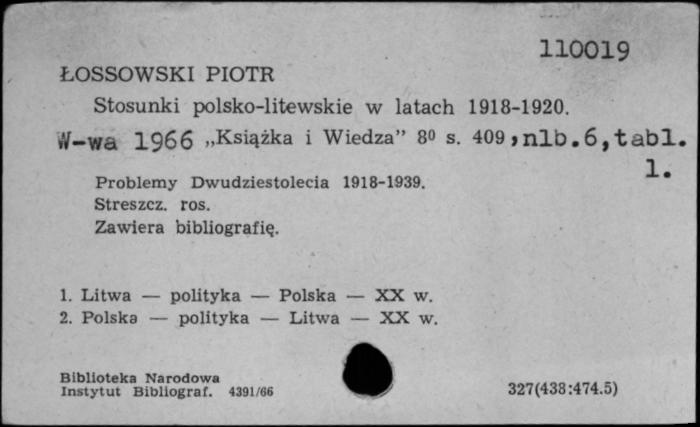 110019
ŁOSSOWSKI PIOTR
Stosunki polsko-litewskie w latach 1918-1920.
W-wa 1966 „Książka i Wiedza” 8⁰ s. 409,nlb.6,tabl.
1.
Problemy Dwudziestolecia 1918-1939.
Streszcz. ros.
Zawiera bibliografię.
1. Litwa — polityka — Polska — XX w.
2. Polska — polityka — Litwa — XX w.
Biblioteka Narodowa
Instytut Bibliograf. 4391/66
327(438:474.5)